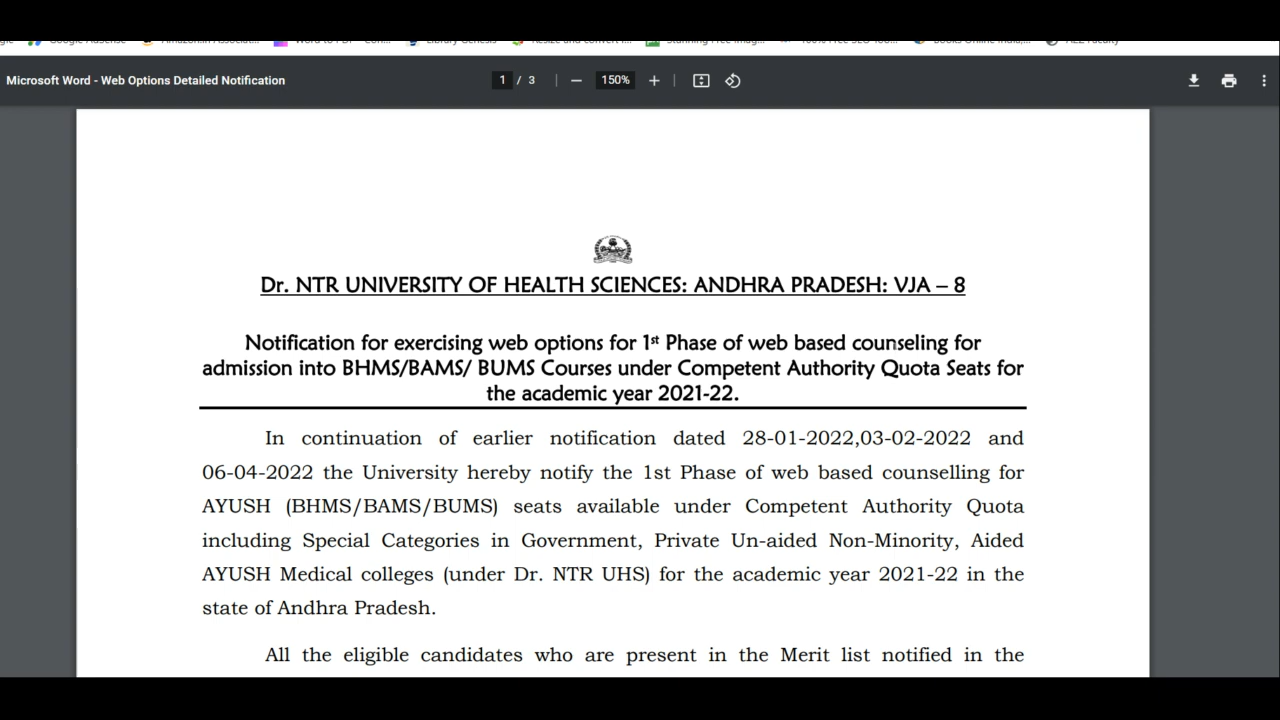 Microsoft Word - Web Options Detailed Notification
1 / 3
150%
Dr. NTR UNIVERSITY OF HEALTH SCIENCES: ANDHRA PRADESH: VJA – 8
Notification for exercising web options for 1st Phase of web based counseling for
admission into BHMS/BAMS/ BUMS Courses under Competent Authority Quota Seats for
the academic year 2021-22.
In continuation of earlier notification dated 28-01-2022,03-02-2022 and
06-04-2022 the University hereby notify the 1st Phase of web based counselling for
AYUSH (BHMS/BAMS/BUMS) seats available under Competent Authority Quota
including Special Categories in Government, Private Un-aided Non-Minority, Aided
AYUSH Medical colleges (under Dr. NTR UHS) for the academic year 2021-22 in the
state of Andhra Pradesh.
All the eligible candidates who are present in the Merit list notified in the